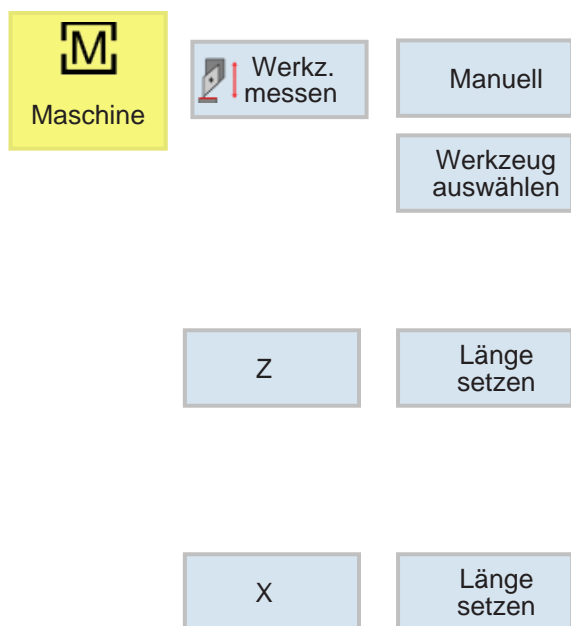 M
Maschine
Werkz.
messen
Manuell
Werkzeug
auswählen
Z
Länge
setzen
X
Länge
setzen